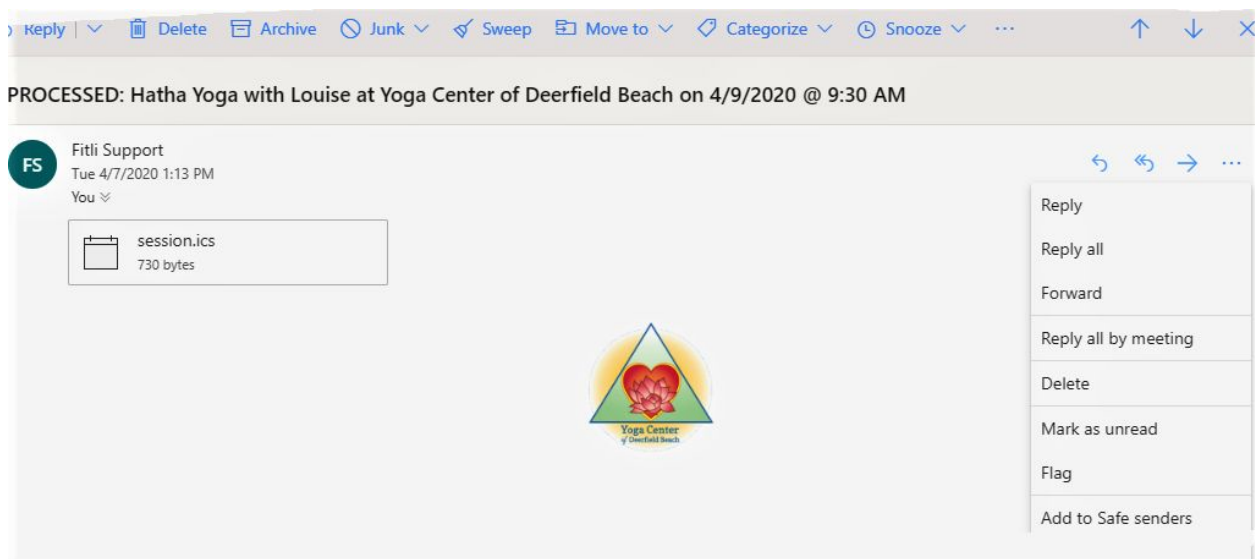 Reply Delete Archive Junk Sweep Move to Categorize Snooze ...
PROCESSED: Hatha Yoga with Louise at Yoga Center of Deerfield Beach on 4/9/2020 @ 9:30 AM
FS
Fitli Support
Tue 4/7/2020 1:13 PM
You
session.ics
730 bytes
Yoga Center
of Deerfield Beach
...
Reply
Reply all
Forward
Reply all by meeting
Delete
Mark as unread
Flag
Add to Safe senders